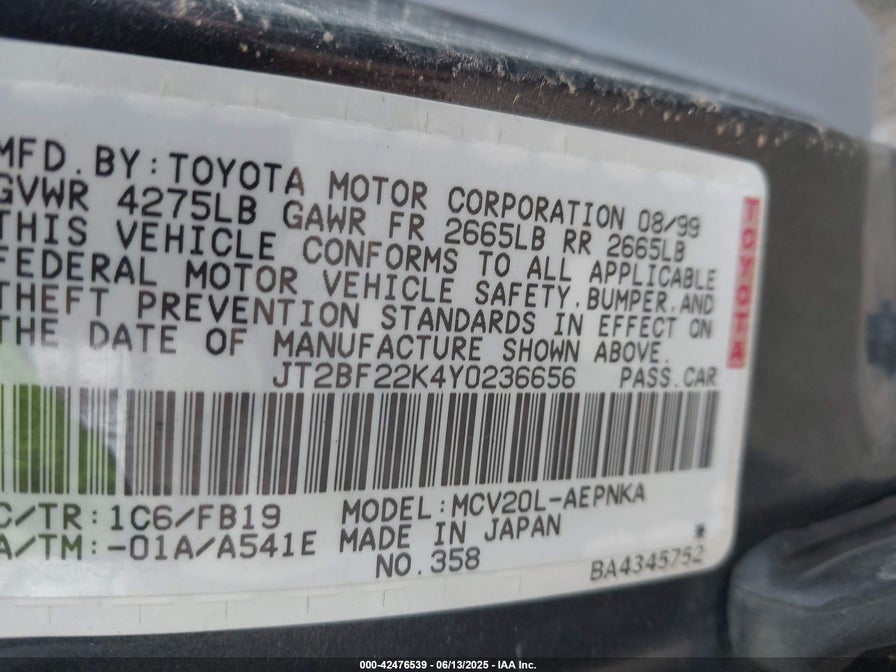 MFD. BY: TOYOTA MOTOR CORPORATION 08/99
GVWR 4275LB GAWR FR 2665LB RR 2665LB
THIS VEHICLE CONFORMS TO ALL APPLICABLE
FEDERAL MOTOR VEHICLE SAFETY, BUMPER, AND
THEFT PREVENTION STANDARDS IN EFFECT ON
THE DATE OF MANUFACTURE SHOWN ABOVE.
JT2BF22K4Y0236656 PASS. CAR
C/TR: 1C6/FB19 MODEL: MCV20L-AEPNKA
A/TM: -01A/A541E MADE IN JAPAN *
NO. 358 BA4345752
TOYOTA
000-42476539 - 06/13/2025 - IAA Inc.